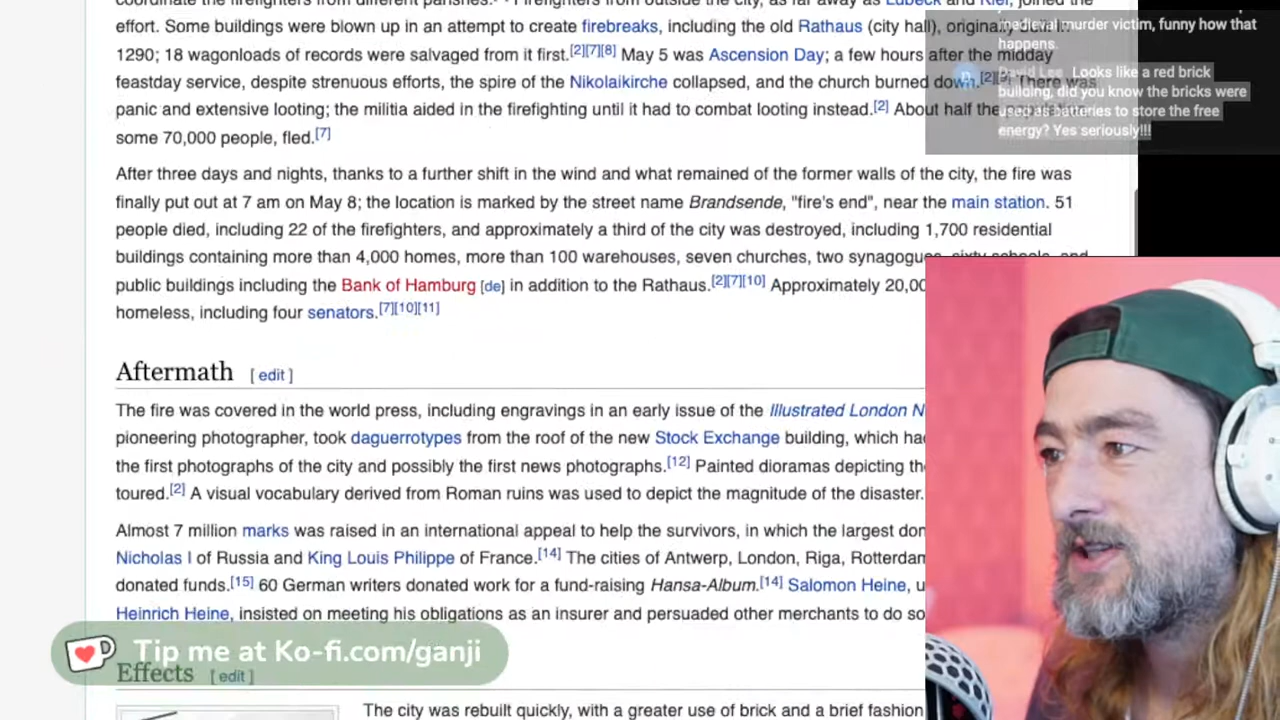 coordinate the firefighters from different parishes. Firefighters from outside the city, as far away as Lübeck and Kiel, joined the
effort. Some buildings were blown up in an attempt to create firebreaks, including the old Rathaus (city hall), originally built in
1290; 18 wagonloads of records were salvaged from it first.[2][7][8] May 5 was Ascension Day; a few hours after the midday
feastday service, despite strenuous efforts, the spire of the Nikolaikirche collapsed, and the church burned down.[2] There was
panic and extensive looting; the militia aided in the firefighting until it had to combat looting instead.[2] About half the
some 70,000 people, fled.[7]
After three days and nights, thanks to a further shift in the wind and what remained of the former walls of the city, the fire was
finally put out at 7 am on May 8; the location is marked by the street name Brandsende, "fire's end", near the main station. 51
people died, including 22 of the firefighters, and approximately a third of the city was destroyed, including 1,700 residential
buildings containing more than 4,000 homes, more than 100 warehouses, seven churches, two synagogues, sixty schools, and
public buildings including the Bank of Hamburg [de] in addition to the Rathaus.[2][7][10] Approximately 20,00
homeless, including four senators.[7][10][11]
Aftermath [ edit ]
The fire was covered in the world press, including engravings in an early issue of the Illustrated London N
pioneering photographer, took daguerrotypes from the roof of the new Stock Exchange building, which ha
the first photographs of the city and possibly the first news photographs.[12] Painted dioramas depicting th
toured.[2] A visual vocabulary derived from Roman ruins was used to depict the magnitude of the disaster.
Almost 7 million marks was raised in an international appeal to help the survivors, in which the largest don
Nicholas I of Russia and King Louis Philippe of France.[14] The cities of Antwerp, London, Riga, Rotterdam
donated funds.[15] 60 German writers donated work for a fund-raising Hansa-Album.[14] Salomon Heine, u
Heinrich Heine, insisted on meeting his obligations as an insurer and persuaded other merchants to do so
Effects [ edit ]
The city was rebuilt quickly, with a greater use of brick and a brief fashion
medieval murder victim, funny how that
happens.
D
David Lee Looks like a red brick
building, did you know the bricks were
used as batteries to store the free
energy? Yes seriously!!!
Tip me at Ko-fi.com/ganji